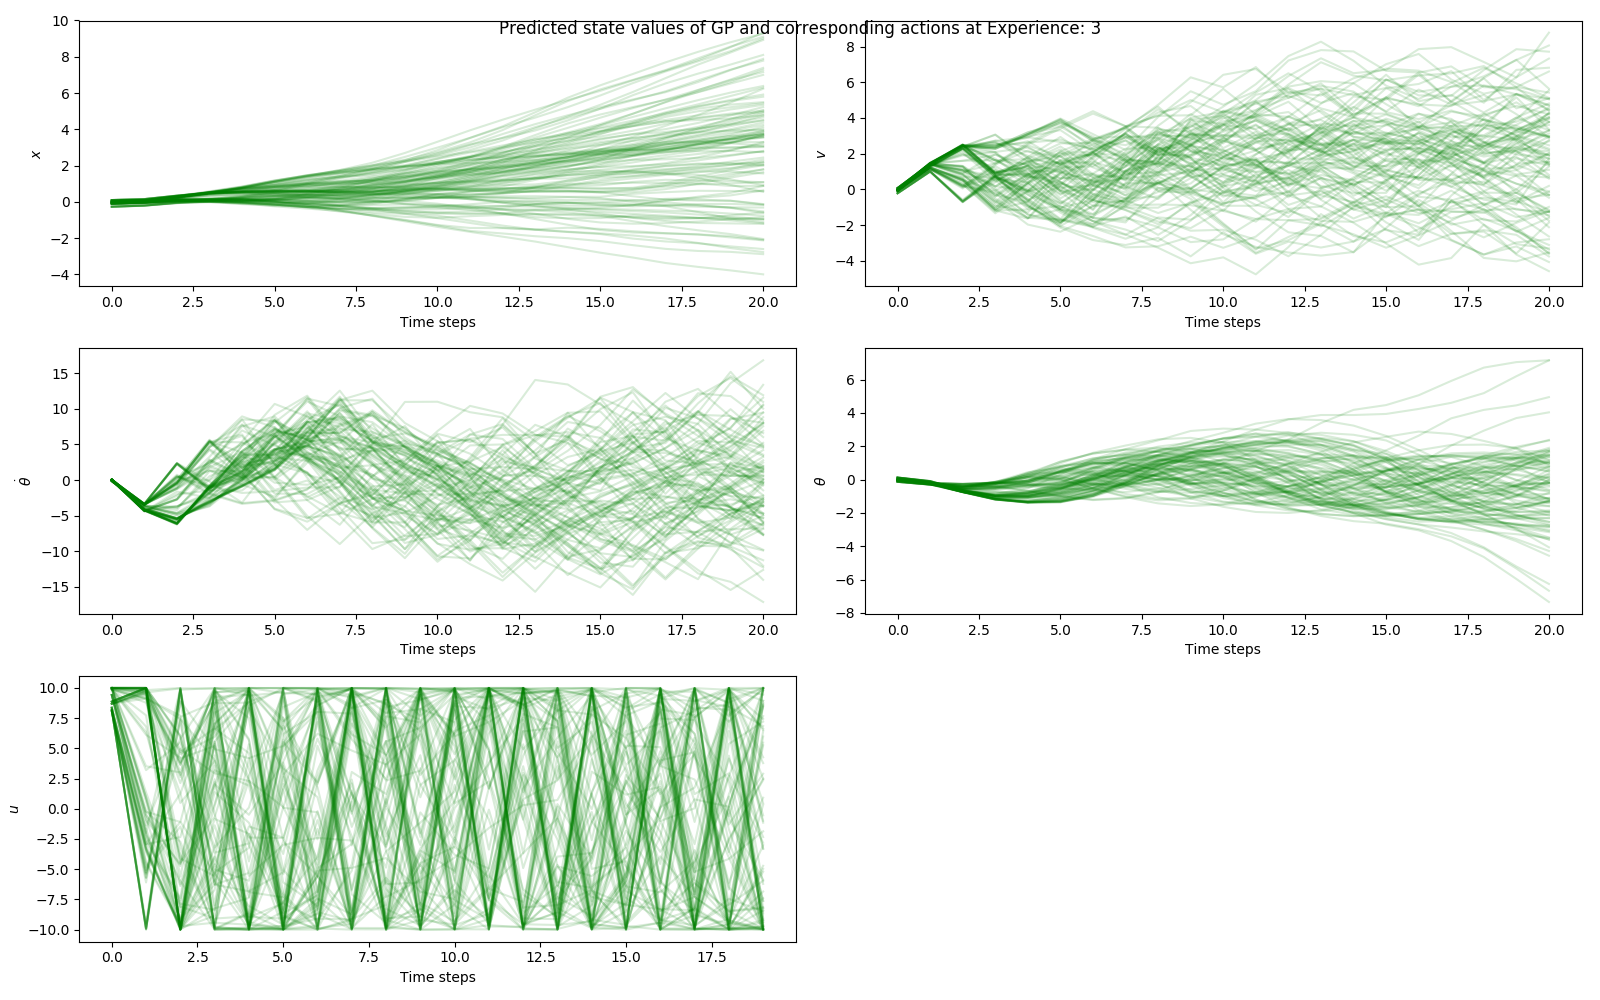 Predicted state values of GP and corresponding actions at Experience: 3
10
8
6
4
2
0
−2
−4
x
0.0 2.5 5.0 7.5 10.0 12.5 15.0 17.5 20.0
Time steps
8
6
4
2
0
−2
−4
v
0.0 2.5 5.0 7.5 10.0 12.5 15.0 17.5 20.0
Time steps
15
10
5
0
−5
−10
−15
θ̇
0.0 2.5 5.0 7.5 10.0 12.5 15.0 17.5 20.0
Time steps
6
4
2
0
−2
−4
−6
−8
θ
0.0 2.5 5.0 7.5 10.0 12.5 15.0 17.5 20.0
Time steps
10.0
7.5
5.0
2.5
0.0
−2.5
−5.0
−7.5
−10.0
u
0.0 2.5 5.0 7.5 10.0 12.5 15.0 17.5
Time steps